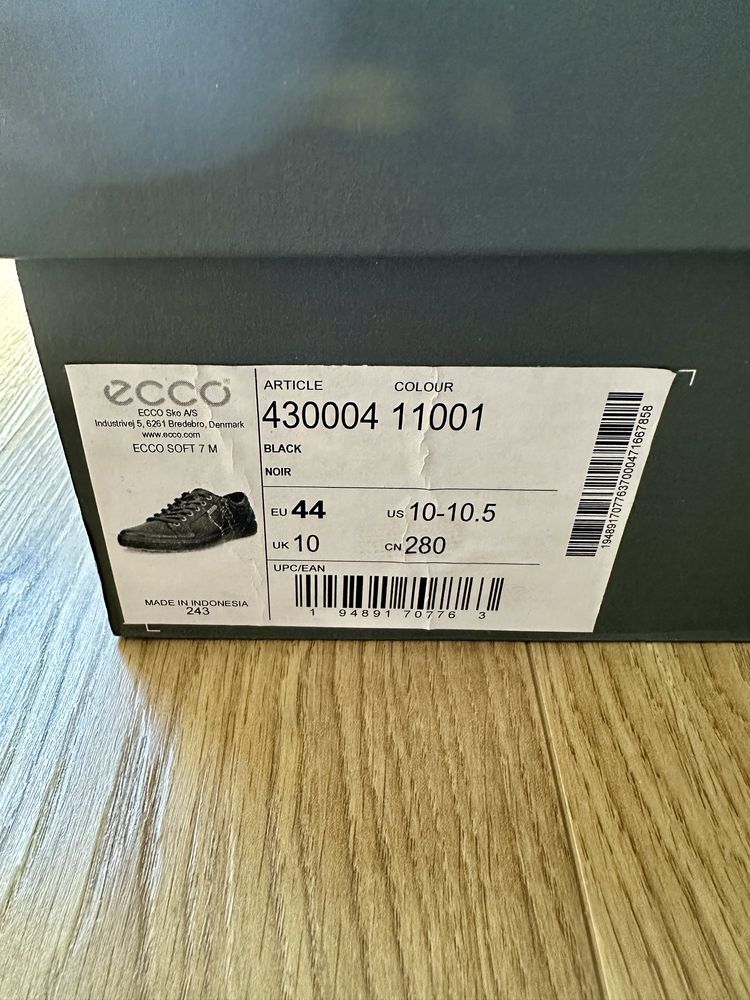 ecco
ECCO Sko A/S
Industrivej 5, 6261 Bredebro, Denmark
www.ecco.com
ECCO SOFT 7 M
MADE IN INDONESIA
243
ARTICLE COLOUR
430004 11001
BLACK
NOIR
EU 44 US 10-10.5
UK 10 CN 280
UPC/EAN
1 94891 70776 3
1948917077637000471667858